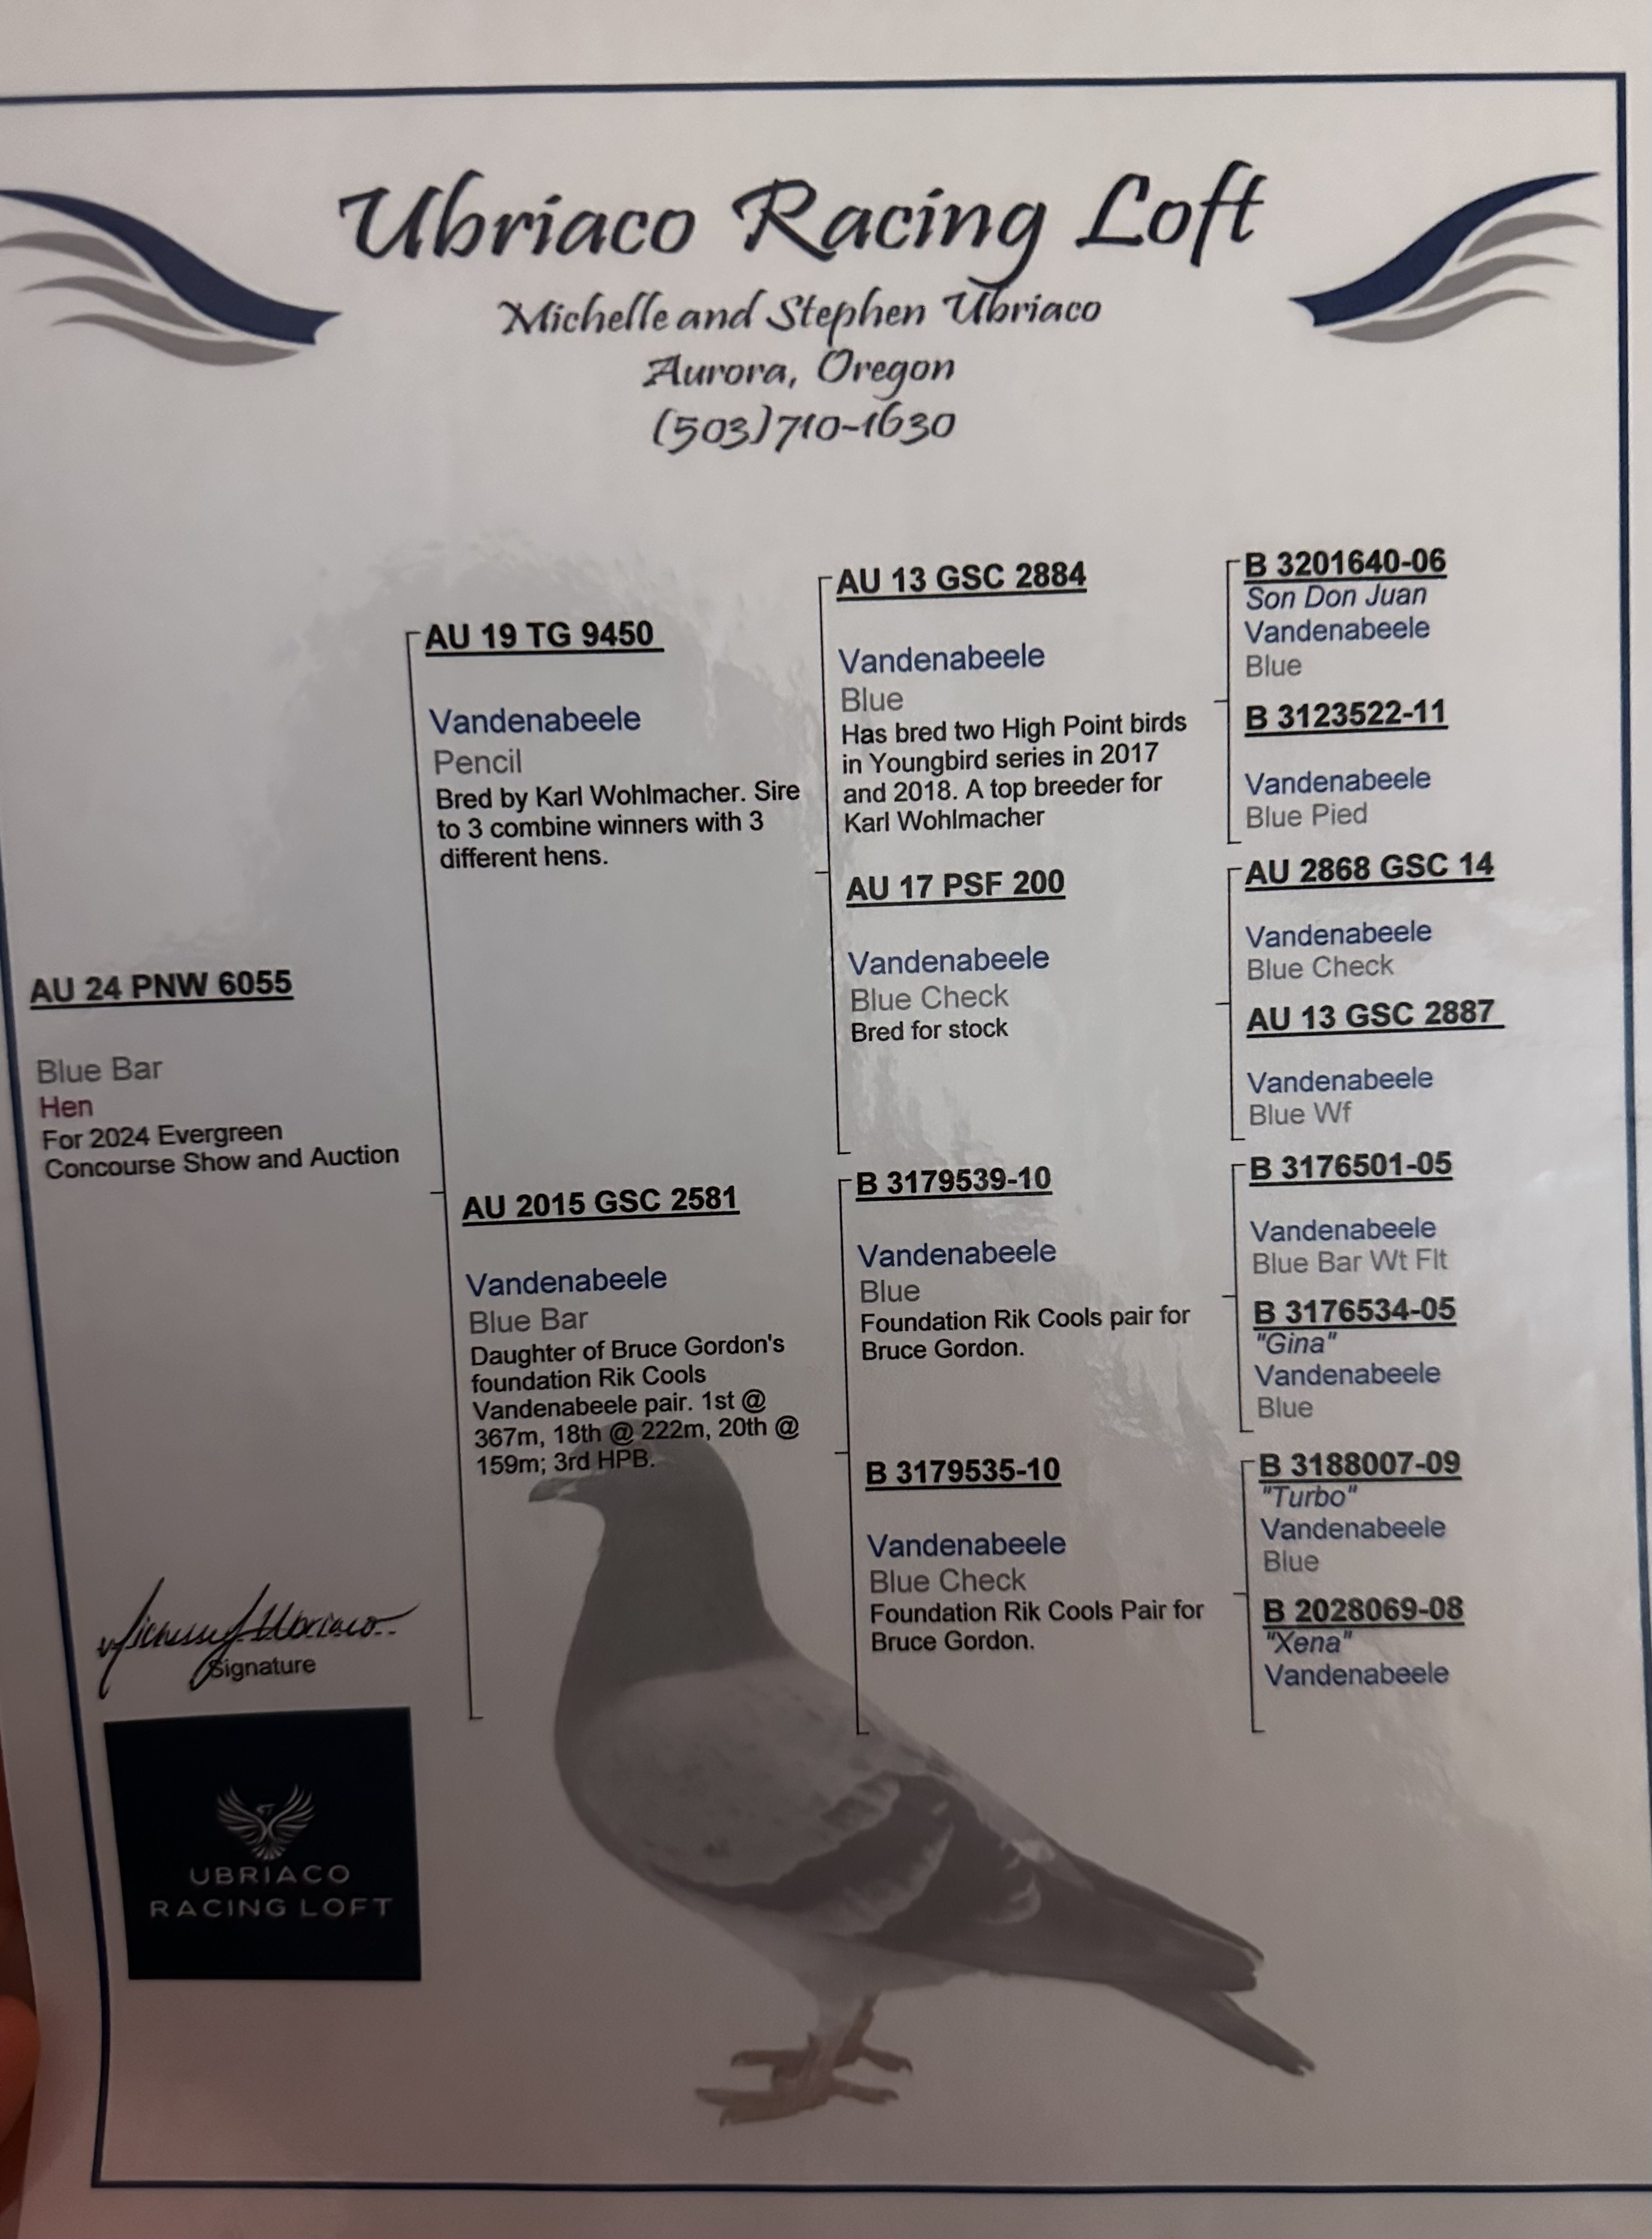 Ubriaco Racing Loft
Michelle and Stephen Ubriaco
Aurora, Oregon
(503)710-1630
AU 24 PNW 6055
Blue Bar
Hen
For 2024 Evergreen
Concourse Show and Auction
AU 19 TG 9450
Vandenabeele
Pencil
Bred by Karl Wohlmacher. Sire
to 3 combine winners with 3
different hens.
AU 2015 GSC 2581
Vandenabeele
Blue Bar
Daughter of Bruce Gordon's
foundation Rik Cools
Vandenabeele pair. 1st @
367m, 18th @ 222m, 20th @
159m; 3rd HPB.
AU 13 GSC 2884
Vandenabeele
Blue
Has bred two High Point birds
in Youngbird series in 2017
and 2018. A top breeder for
Karl Wohlmacher
AU 17 PSF 200
Vandenabeele
Blue Check
Bred for stock
B 3179539-10
Vandenabeele
Blue
Foundation Rik Cools pair for
Bruce Gordon.
B 3179535-10
Vandenabeele
Blue Check
Foundation Rik Cools Pair for
Bruce Gordon.
B 3201640-06
Son Don Juan
Vandenabeele
Blue
B 3123522-11
Vandenabeele
Blue Pied
AU 2868 GSC 14
Vandenabeele
Blue Check
AU 13 GSC 2887
Vandenabeele
Blue Wf
B 3176501-05
Vandenabeele
Blue Bar Wt Flt
B 3176534-05
"Gina"
Vandenabeele
Blue
B 3188007-09
"Turbo"
Vandenabeele
Blue
B 2028069-08
"Xena"
Vandenabeele
Ubriaco
Signature
UBRIACO
RACING LOFT